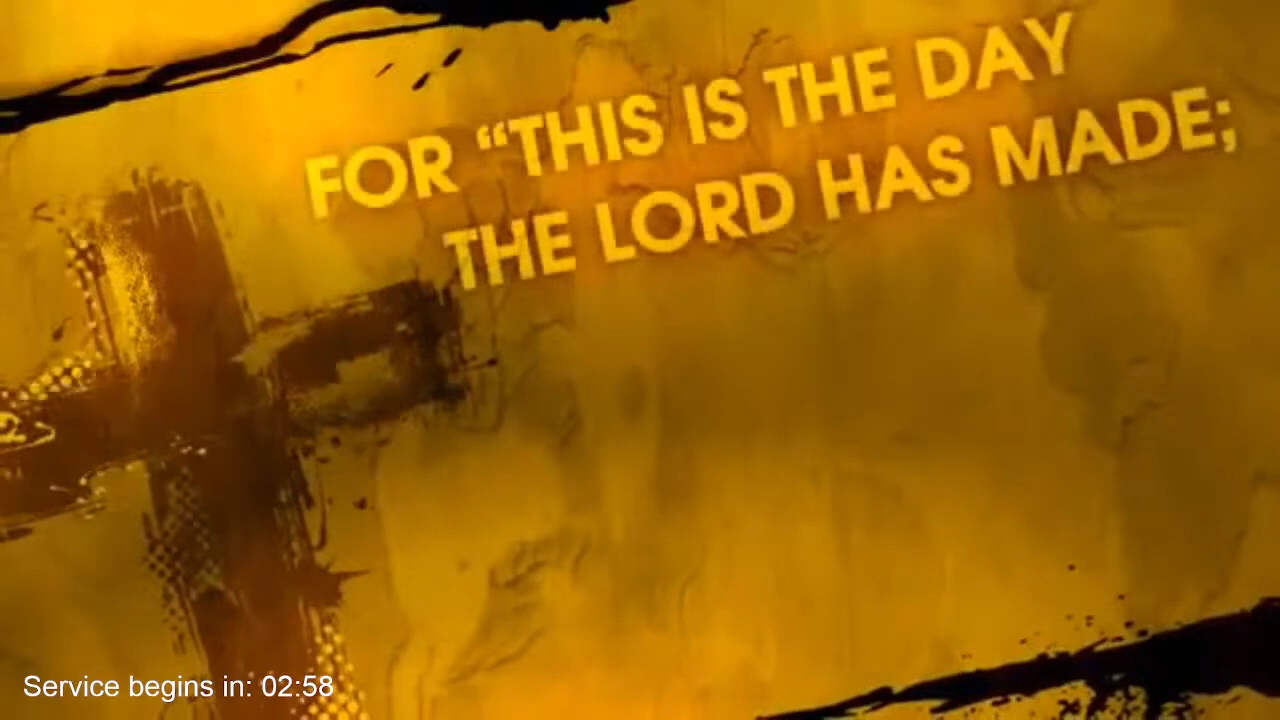 FOR “THIS IS THE DAY
THE LORD HAS MADE;
Service begins in: 02:58